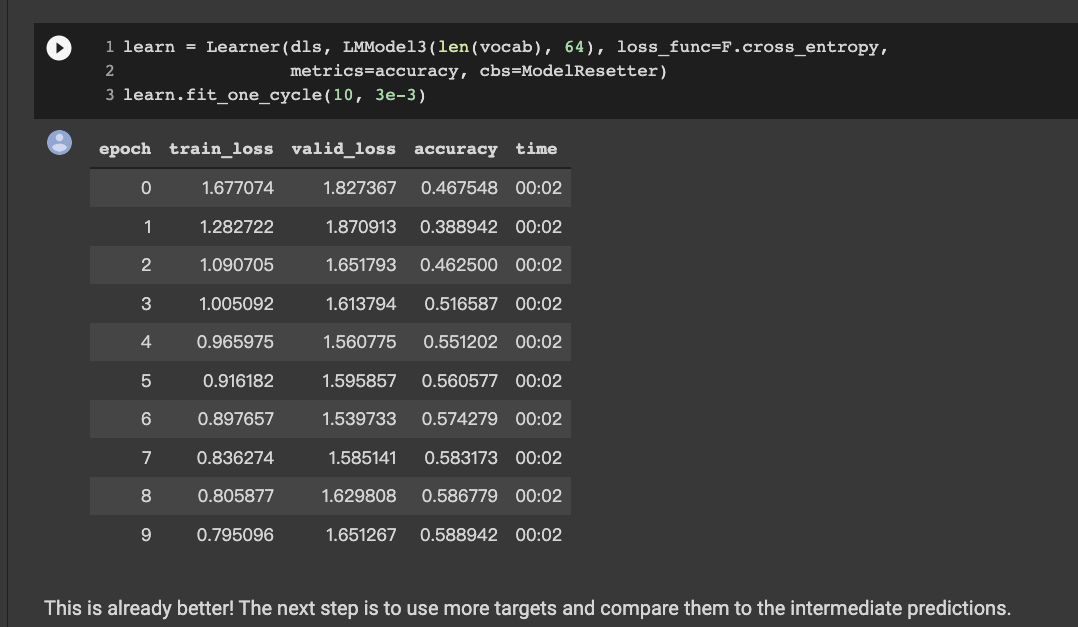 1 learn = Learner(dls, LMModel3(len(vocab), 64), loss_func=F.cross_entropy,
2                 metrics=accuracy, cbs=ModelResetter)
3 learn.fit_one_cycle(10, 3e-3)
epoch train_loss valid_loss accuracy time
0 1.677074 1.827367 0.467548 00:02
1 1.282722 1.870913 0.388942 00:02
2 1.090705 1.651793 0.462500 00:02
3 1.005092 1.613794 0.516587 00:02
4 0.965975 1.560775 0.551202 00:02
5 0.916182 1.595857 0.560577 00:02
6 0.897657 1.539733 0.574279 00:02
7 0.836274 1.585141 0.583173 00:02
8 0.805877 1.629808 0.586779 00:02
9 0.795096 1.651267 0.588942 00:02
This is already better! The next step is to use more targets and compare them to the intermediate predictions.